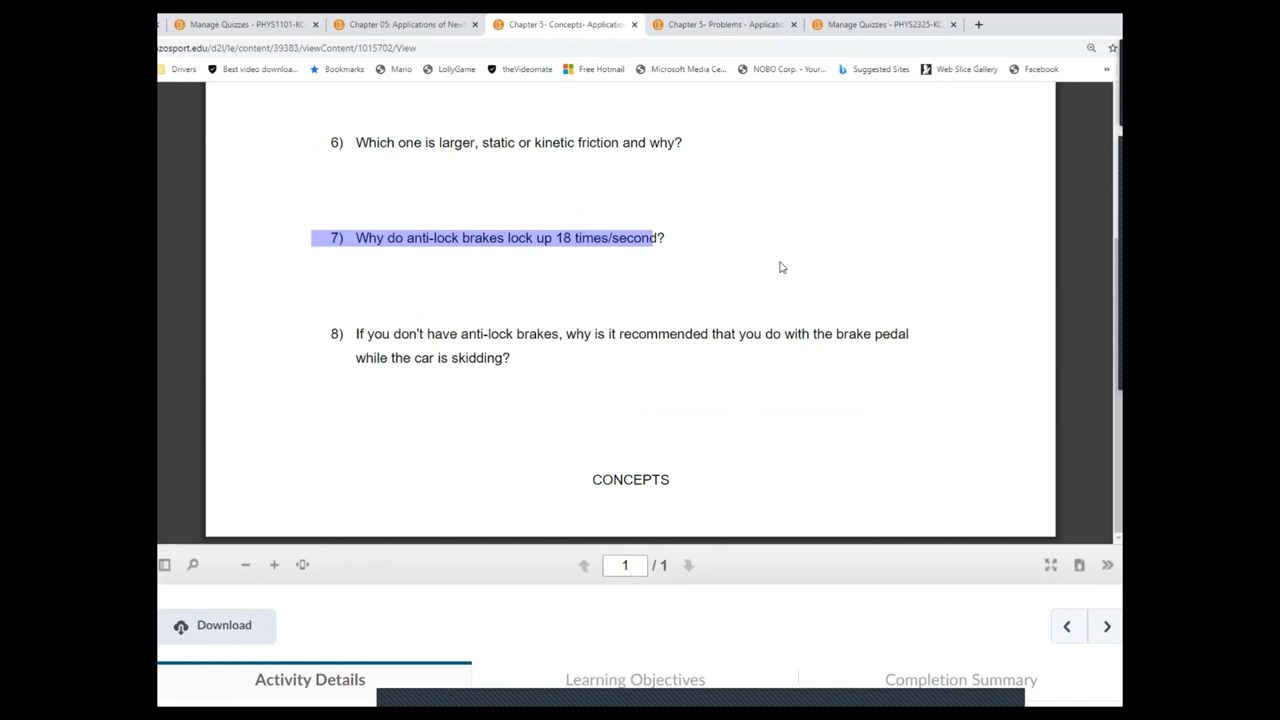 Manage Quizzes - PHYS1101-KC
Chapter 05: Applications of New
Chapter 5- Concepts- Applicatio
Chapter 5- Problems - Applicatio
Manage Quizzes - PHYS2325-KC
zosport.edu/d2l/le/content/39383/viewContent/1015702/View
Drivers
Best video downloa...
Bookmarks
Mario
LollyGame
theVideomate
Free Hotmail
Microsoft Media Ce...
NOBO Corp. - Your...
Suggested Sites
Web Slice Gallery
Facebook
6) Which one is larger, static or kinetic friction and why?
7) Why do anti-lock brakes lock up 18 times/second?
8) If you don't have anti-lock brakes, why is it recommended that you do with the brake pedal
while the car is skidding?
CONCEPTS
1 / 1
Download
Activity Details
Learning Objectives
Completion Summary